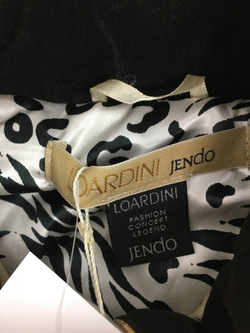 LOARDINI JENDO
LOARDINI
FASHION
CONCEPT
LEGEND
JENDO